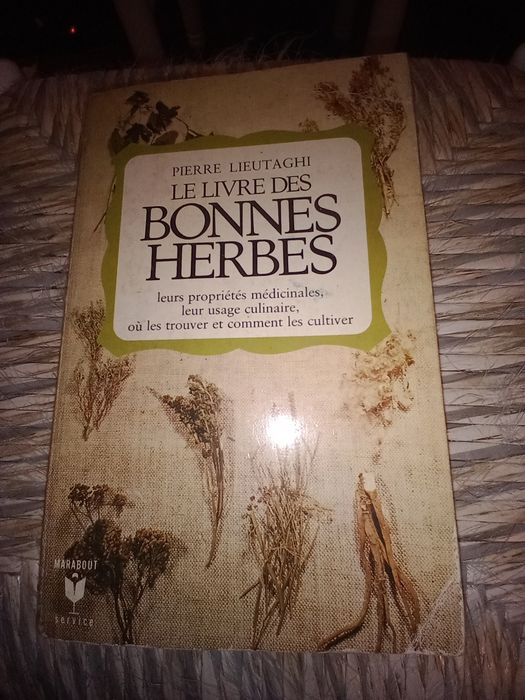 PIERRE LIEUTAGHI
LE LIVRE DES
BONNES
HERBES
leurs propriétés médicinales,
leur usage culinaire,
où les trouver et comment les cultiver
MARABOUT
service